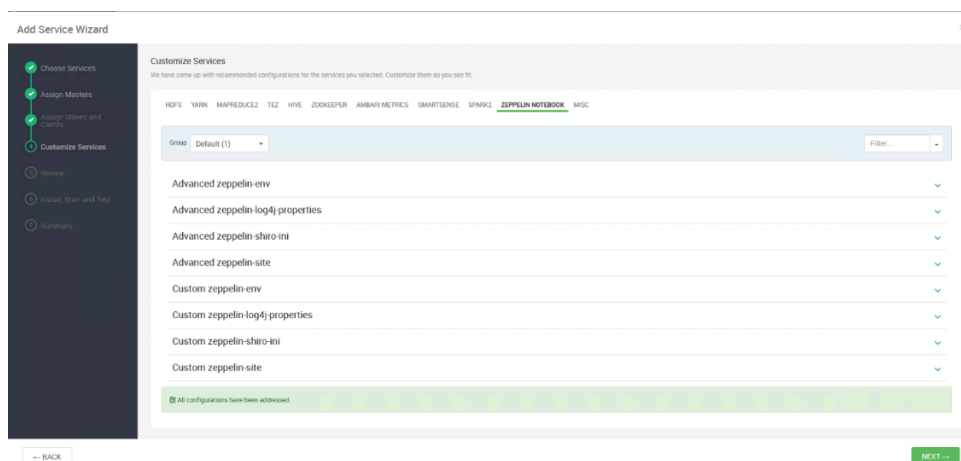 Add Service Wizard
Choose Services
Assign Masters
Assign Slaves and
Clients
4 Customize Services
5 Review
6 Install, Start and Test
7 Summary
Customize Services
We have come up with recommended configurations for the services you selected. Customize them as you see fit.
HDFS YARN MAPREDUCE2 TEZ HIVE ZOOKEEPER AMBARI METRICS SMARTSENSE SPARK2 ZEPPELIN NOTEBOOK MISC
Group Default (1) Filter...
Advanced zeppelin-env
Advanced zeppelin-log4j-properties
Advanced zeppelin-shiro-ini
Advanced zeppelin-site
Custom zeppelin-env
Custom zeppelin-log4j-properties
Custom zeppelin-shiro-ini
Custom zeppelin-site
All configurations have been addressed.
← BACK
NEXT →